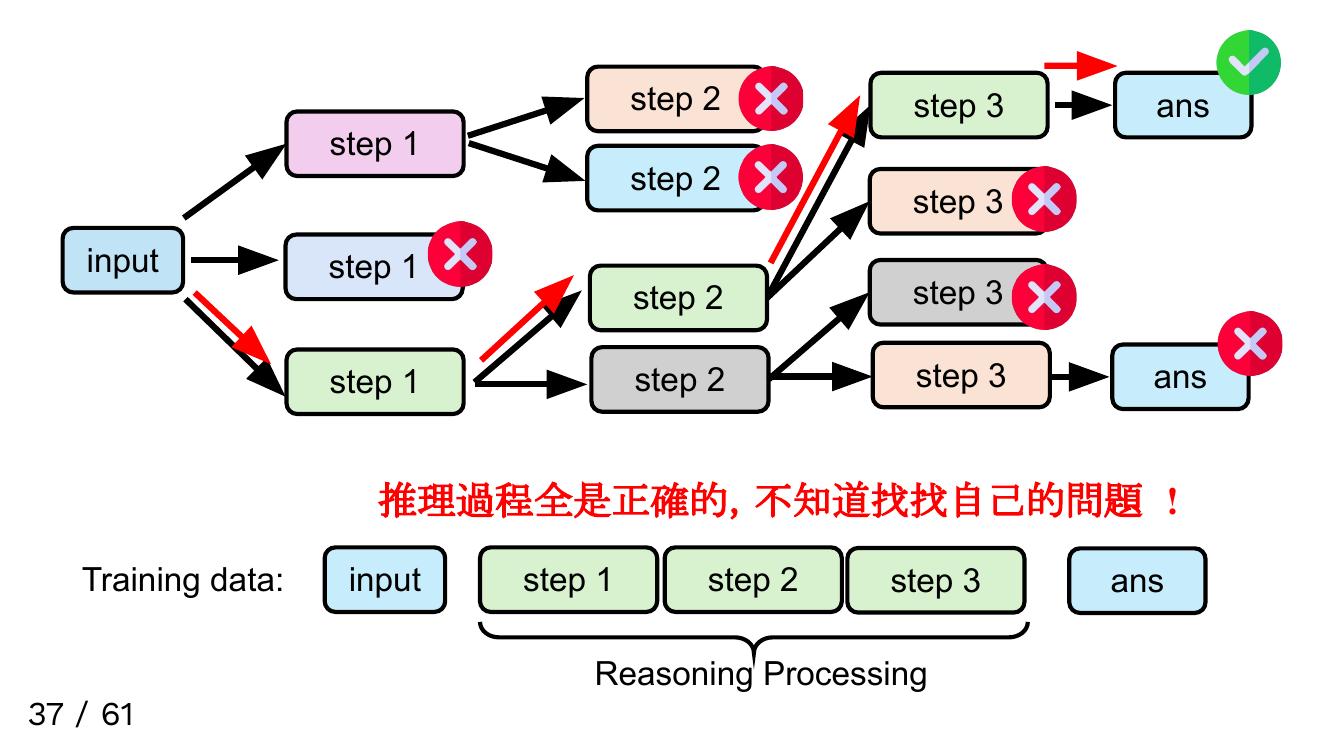 step 2
step 3
ans
step 1
step 2
step 3
input
step 1
step 2
step 3
step 1
step 2
step 3
ans
推理過程全是正確的, 不知道找找自己的問題 !
Training data:
input
step 1
step 2
step 3
ans
Reasoning Processing
37 / 61